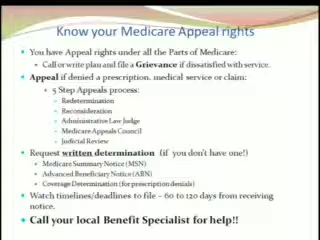 Know your Medicare Appeal rights
You have Appeal rights under all the Parts of Medicare:
Call or write plan and file a Grievance if dissatisfied with service.
Appeal if denied a prescription, medical service or claim:
5 Step Appeals process:
Redetermination
Reconsideration
Administrative Law Judge
Medicare Appeals Council
Judicial Review
Request written determination (if you don't have one!)
Medicare Summary Notice (MSN)
Advanced Beneficiary Notice (ABN)
Coverage Determination (for prescription denials)
Watch timelines/deadlines to file – 60 to 120 days from receiving
notice.
Call your local Benefit Specialist for help!!